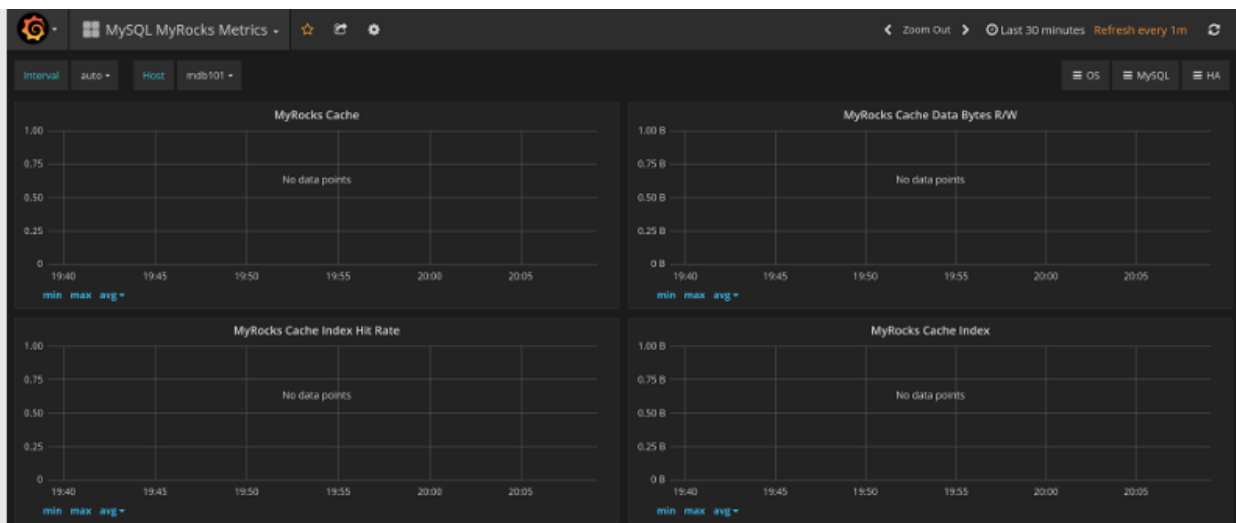 MySQL MyRocks Metrics
Zoom Out
Last 30 minutes Refresh every 1m
Interval auto Host mdb101
OS MySQL HA
MyRocks Cache
1.00
0.75
0.50
0.25
0
No data points
19:40 19:45 19:50 19:55 20:00 20:05
min max avg
MyRocks Cache Data Bytes R/W
1.00 B
0.75 B
0.50 B
0.25 B
0 B
No data points
19:40 19:45 19:50 19:55 20:00 20:05
min max avg
MyRocks Cache Index Hit Rate
1.00
0.75
0.50
0.25
0
No data points
19:40 19:45 19:50 19:55 20:00 20:05
min max avg
MyRocks Cache Index
1.00 B
0.75 B
0.50 B
0.25 B
0 B
No data points
19:40 19:45 19:50 19:55 20:00 20:05
min max avg